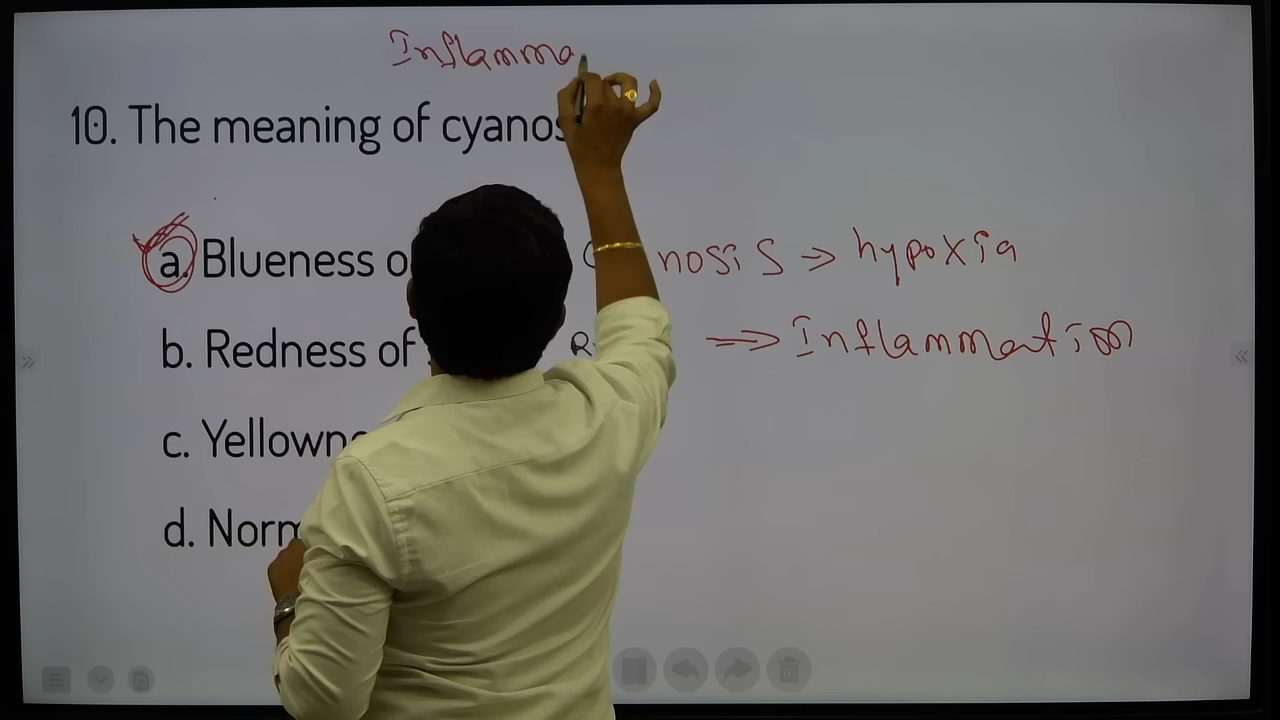 Inflamma
10. The meaning of cyanos
a. Blueness o nosis → hypoxia
b. Redness of R ⇒ Inflammation
c. Yellowne
d. Norm